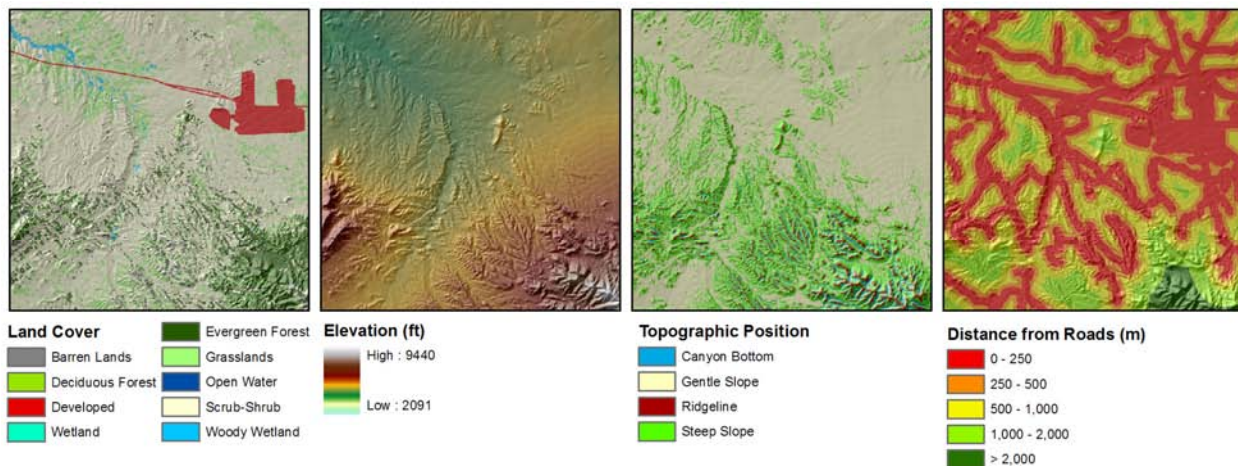 Land Cover
Barren Lands
Deciduous Forest
Developed
Wetland
Evergreen Forest
Grasslands
Open Water
Scrub-Shrub
Woody Wetland
Elevation (ft)
High : 9440
Low : 2091
Topographic Position
Canyon Bottom
Gentle Slope
Ridgeline
Steep Slope
Distance from Roads (m)
0 - 250
250 - 500
500 - 1,000
1,000 - 2,000
> 2,000